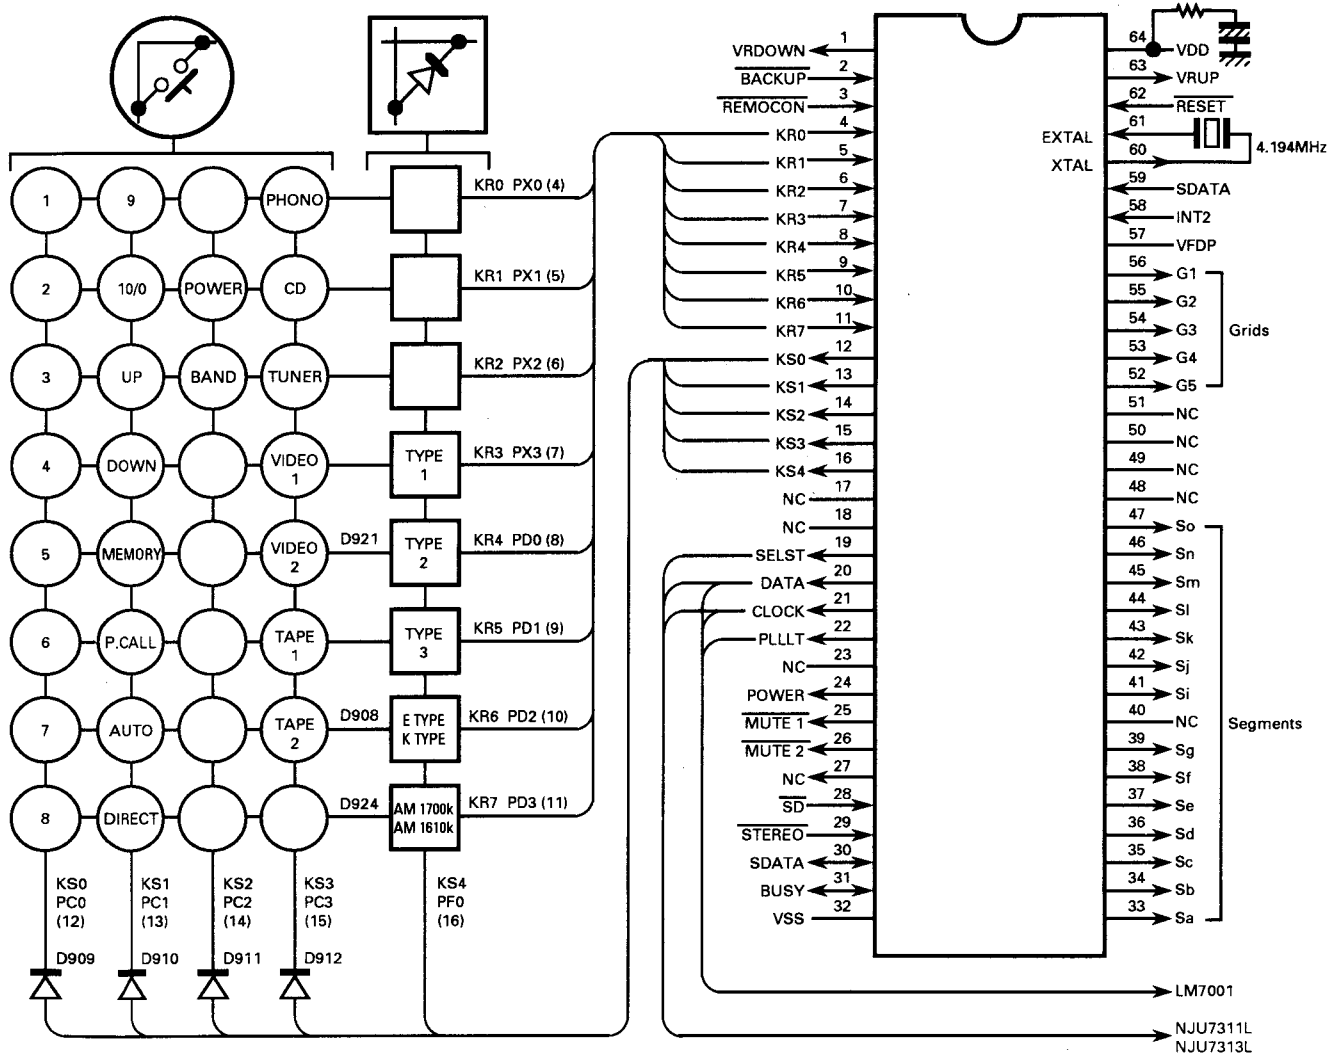 1 9 PHONO KR0 PX0 (4)
2 10/0 POWER CD KR1 PX1 (5)
3 UP BAND TUNER KR2 PX2 (6)
4 DOWN VIDEO 1 TYPE 1 KR3 PX3 (7)
5 MEMORY VIDEO 2 D921 TYPE 2 KR4 PD0 (8)
6 P.CALL TAPE 1 TYPE 3 KR5 PD1 (9)
7 AUTO TAPE 2 D908 E TYPE K TYPE KR6 PD2 (10)
8 DIRECT D924 AM 1700k AM 1610k KR7 PD3 (11)
KS0 KS1 KS2 KS3 KS4
PC0 PC1 PC2 PC3 PF0
(12) (13) (14) (15) (16)
D909 D910 D911 D912
VRDOWN 1
BACKUP 2
REMOCON 3
KR0 4
KR1 5
KR2 6
KR3 7
KR4 8
KR5 9
KR6 10
KR7 11
KS0 12
KS1 13
KS2 14
KS3 15
KS4 16
NC 17
NC 18
SELST 19
DATA 20
CLOCK 21
PLLLT 22
NC 23
POWER 24
MUTE 1 25
MUTE 2 26
NC 27
SD 28
STEREO 29
SDATA 30
BUSY 31
VSS 32
64 VDD
63 VRUP
62 RESET
EXTAL 61
XTAL 60
4.194MHz
59 SDATA
58 INT2
57 VFDP
56 G1
55 G2
54 G3
53 G4
52 G5
Grids
51 NC
50 NC
49 NC
48 NC
47 So
46 Sn
45 Sm
44 Sl
43 Sk
42 Sj
41 Si
40 NC
39 Sg
38 Sf
37 Se
36 Sd
35 Sc
34 Sb
33 Sa
Segments
LM7001
NJU7311L
NJU7313L